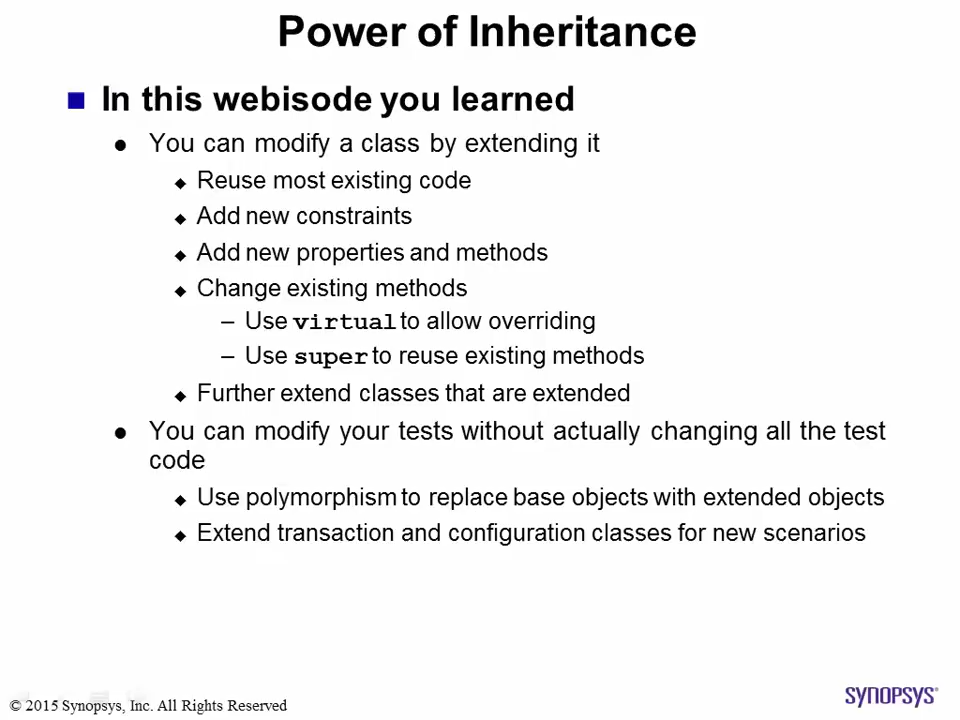 Power of Inheritance
In this webisode you learned
You can modify a class by extending it
Reuse most existing code
Add new constraints
Add new properties and methods
Change existing methods
– Use virtual to allow overriding
– Use super to reuse existing methods
Further extend classes that are extended
You can modify your tests without actually changing all the test
code
Use polymorphism to replace base objects with extended objects
Extend transaction and configuration classes for new scenarios
© 2015 Synopsys, Inc. All Rights Reserved
SYNOPSYS®